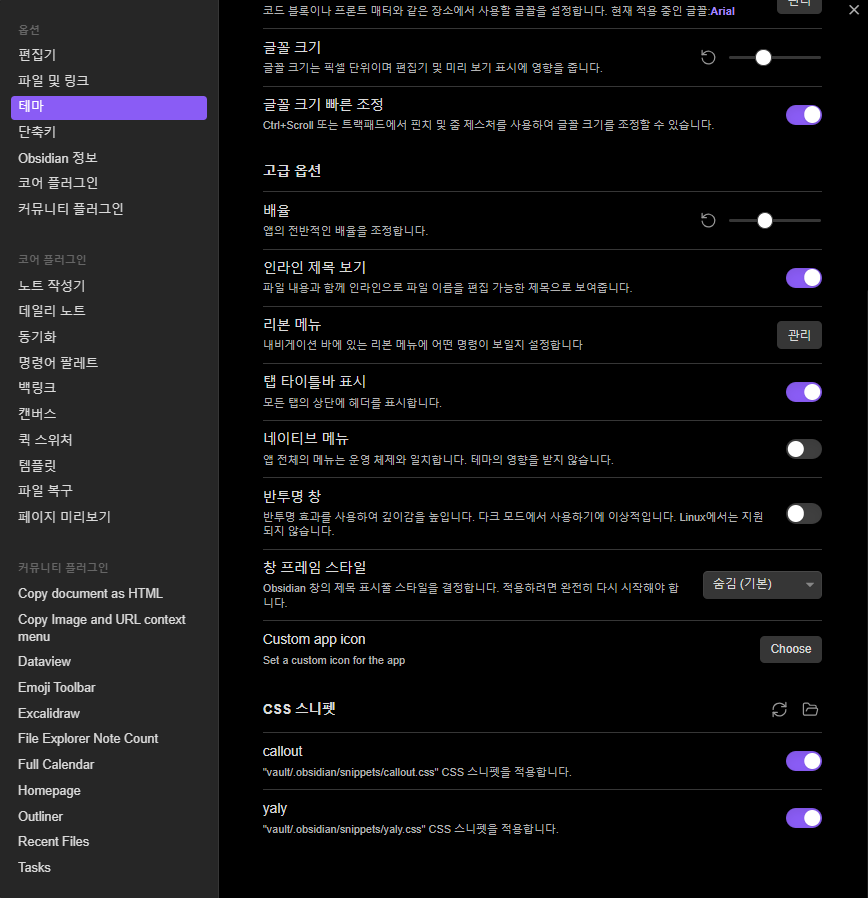 옵션
편집기
파일 및 링크
테마
단축키
Obsidian 정보
코어 플러그인
커뮤니티 플러그인
코어 플러그인
노트 작성기
데일리 노트
동기화
명령어 팔레트
백링크
캔버스
퀵 스위처
템플릿
파일 복구
페이지 미리보기
커뮤니티 플러그인
Copy document as HTML
Copy Image and URL context
menu
Dataview
Emoji Toolbar
Excalidraw
File Explorer Note Count
Full Calendar
Homepage
Outliner
Recent Files
Tasks
코드 블록이나 프론트 매터와 같은 장소에서 사용할 글꼴을 설정합니다. 현재 적용 중인 글꼴:Arial
관리
글꼴 크기
글꼴 크기는 픽셀 단위이며 편집기 및 미리 보기 표시에 영향을 줍니다.
글꼴 크기 빠른 조정
Ctrl+Scroll 또는 트랙패드에서 핀치 및 줌 제스처를 사용하여 글꼴 크기를 조정할 수 있습니다.
고급 옵션
배율
앱의 전반적인 배율을 조정합니다.
인라인 제목 보기
파일 내용과 함께 인라인으로 파일 이름을 편집 가능한 제목으로 보여줍니다.
리본 메뉴
내비게이션 바에 있는 리본 메뉴에 어떤 명령이 보일지 설정합니다
관리
탭 타이틀바 표시
모든 탭의 상단에 헤더를 표시합니다.
네이티브 메뉴
앱 전체의 메뉴는 운영 체제와 일치합니다. 테마의 영향을 받지 않습니다.
반투명 창
반투명 효과를 사용하여 깊이감을 높입니다. 다크 모드에서 사용하기에 이상적입니다. Linux에서는 지원
되지 않습니다.
창 프레임 스타일
Obsidian 창의 제목 표시줄 스타일을 결정합니다. 적용하려면 완전히 다시 시작해야 합
니다.
숨김 (기본)
Custom app icon
Set a custom icon for the app
Choose
CSS 스니펫
callout
"vault/.obsidian/snippets/callout.css" CSS 스니펫을 적용합니다.
yaly
"vault/.obsidian/snippets/yaly.css" CSS 스니펫을 적용합니다.